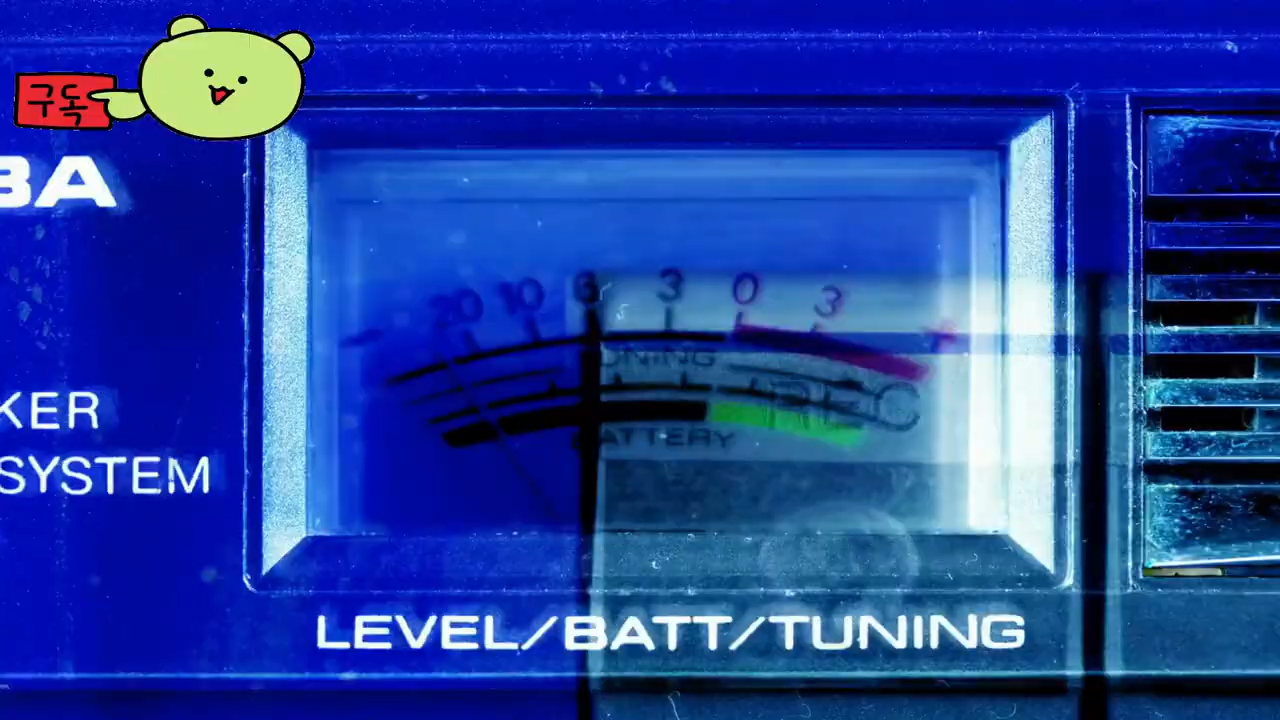 구독
BA
20 10 6 3 0 3 +
TUNING
REC
BATTERY
KER
SYSTEM
LEVEL/BATT/TUNING